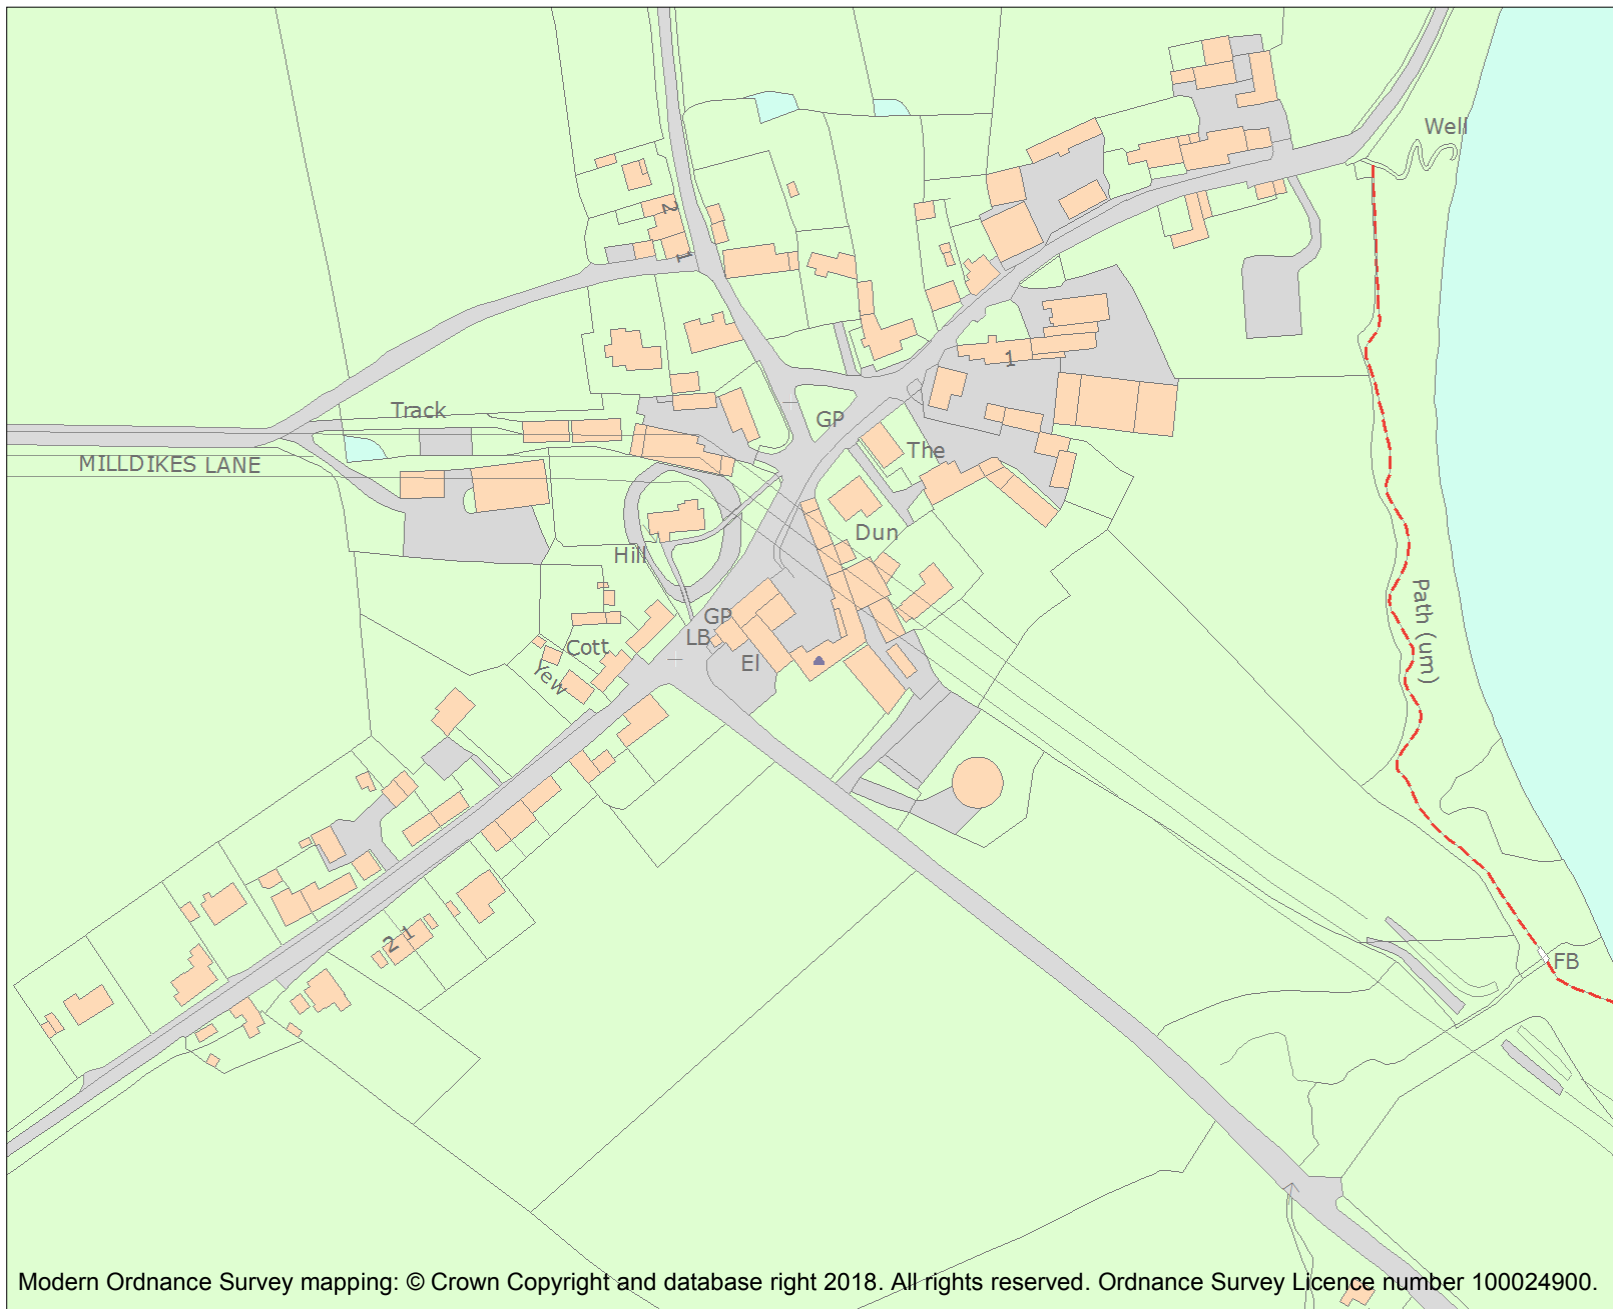 Well
2
1
1
Track
GP
The
MILLDIKES LANE
Dun
Hill
Path (um)
GP
LB
Cott
El
Yew
2 1
FB
Modern Ordnance Survey mapping: © Crown Copyright and database right 2018. All rights reserved. Ordnance Survey Licence number 100024900.